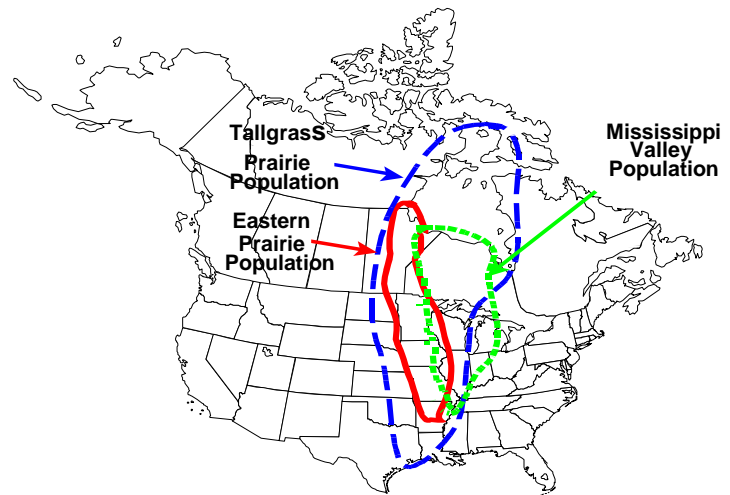 TallgrasS
Prairie
Population
Eastern
Prairie
Population
Mississippi
Valley
Population